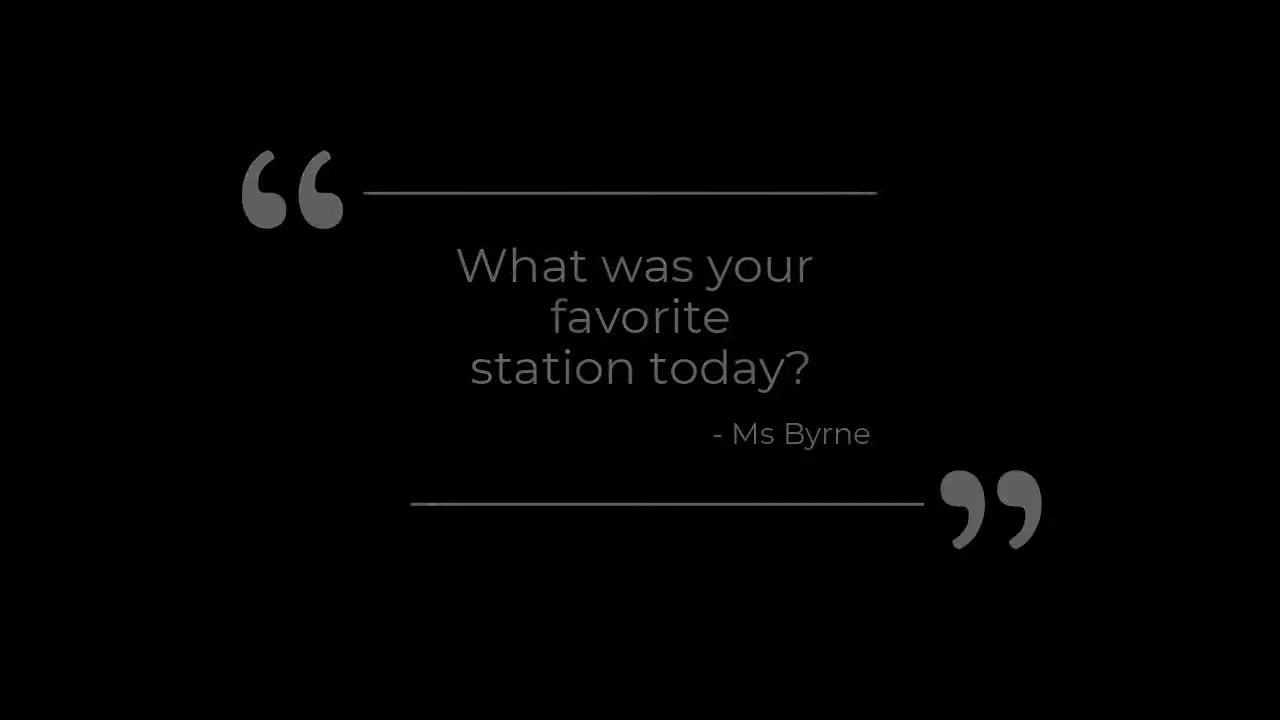 “
What was your
favorite
station today?
- Ms Byrne
”